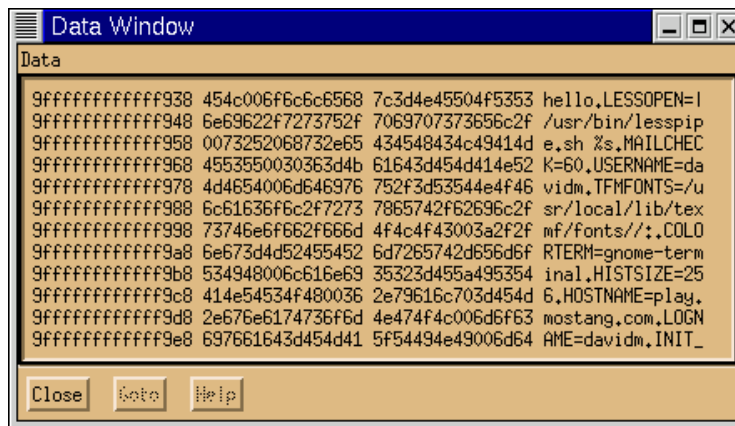 Data Window
Data
9ffffffffffff938 454c006f6c6c6568 7c3d4e45504f5353 hello.LESSOPEN=|
9ffffffffffff948 6e69622f7273752f 7069707373656c2f /usr/bin/lesspip
9ffffffffffff958 0073252068732e65 434548434c49414d e.sh %s.MAILCHEC
9ffffffffffff968 4553550030363d4b 61643d454d414e52 K=60.USERNAME=da
9ffffffffffff978 4d4654006d646976 752f3d53544e4f46 vidm.TFMFONTS=/u
9ffffffffffff988 6c61636f6c2f7273 7865742f62696c2f sr/local/lib/tex
9ffffffffffff998 73746e6f662f666d 4f4c4f43003a2f2f mf/fonts//:.COLO
9ffffffffffff9a8 6e673d4d52455452 6d7265742d656d6f RTERM=gnome-term
9ffffffffffff9b8 534948006c616e69 35323d455a495354 inal.HISTSIZE=25
9ffffffffffff9c8 414e54534f480036 2e79616c703d454d 6.HOSTNAME=play.
9ffffffffffff9d8 2e676e6174736f6d 4e474f4c006d6f63 mostang.com.LOGN
9ffffffffffff9e8 697661643d454d41 5f54494e49006d64 AME=davidm.INIT_
Close Goto Help